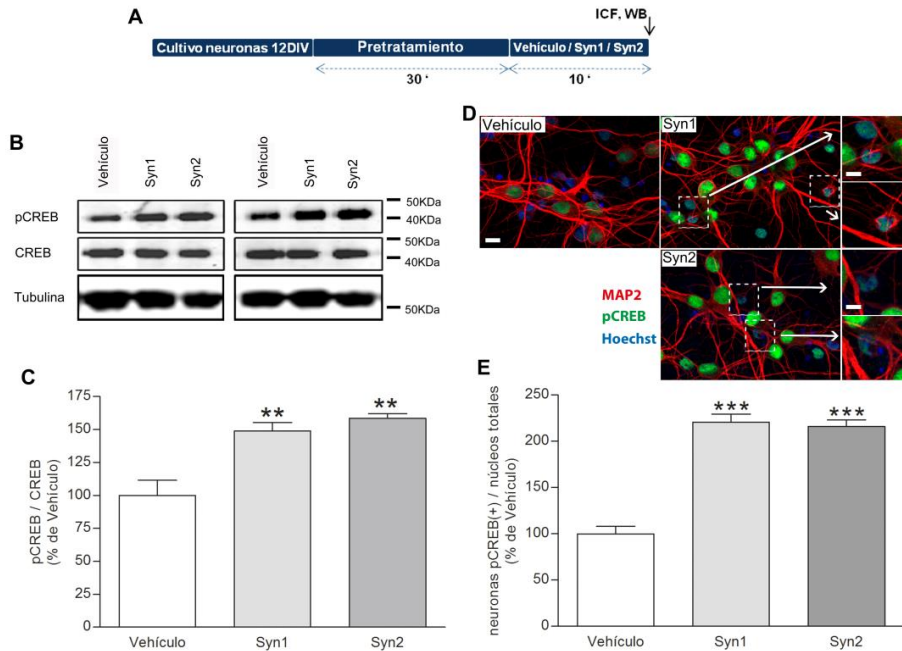 A
ICF, WB
Cultivo neuronas 12DIV
Pretratamiento
Vehículo / Syn1 / Syn2
30 '
10 '
B
Vehículo
Syn1
Syn2
Vehículo
Syn1
Syn2
pCREB
50KDa
40KDa
CREB
50KDa
40KDa
Tubulina
50KDa
C
pCREB / CREB
(% de Vehículo)
175
150
125
100
75
50
25
0
**
**
Vehículo
Syn1
Syn2
D
Vehículo
Syn1
Syn2
MAP2
pCREB
Hoechst
E
neuronas pCREB(+) / núcleos totales
(% de Vehículo)
250
200
150
100
50
0
***
***
Vehículo
Syn1
Syn2